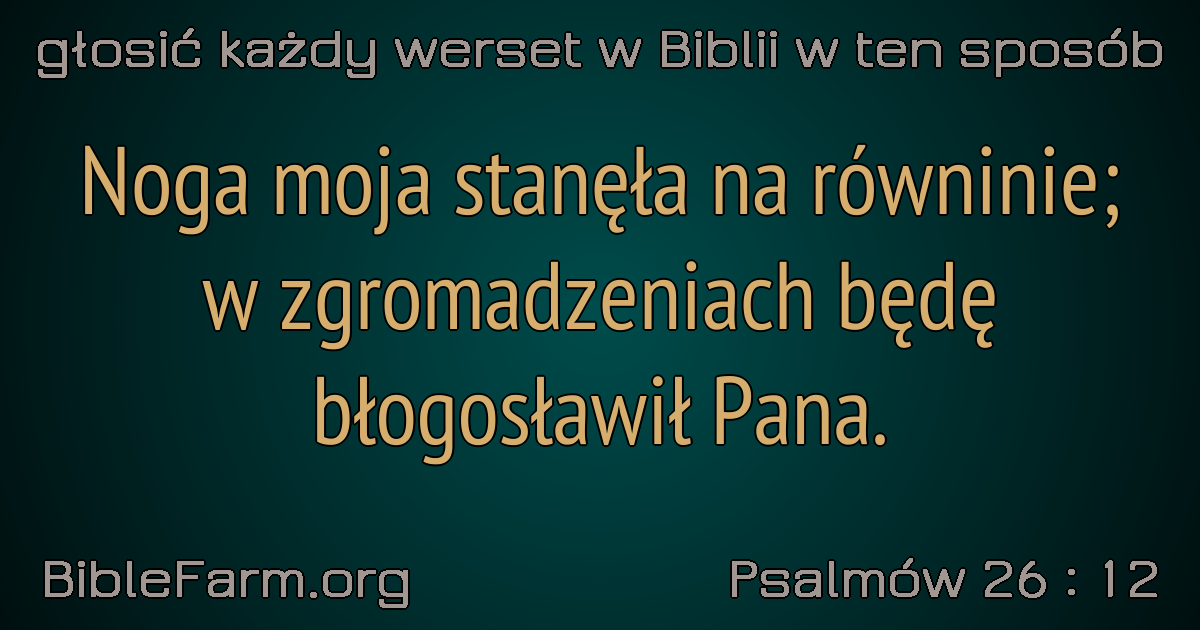 głosić każdy werset w Biblii w ten sposób
Noga moja stanęła na równinie;
w zgromadzeniach będę
błogosławił Pana.
BibleFarm.org
Psalmów 26 : 12